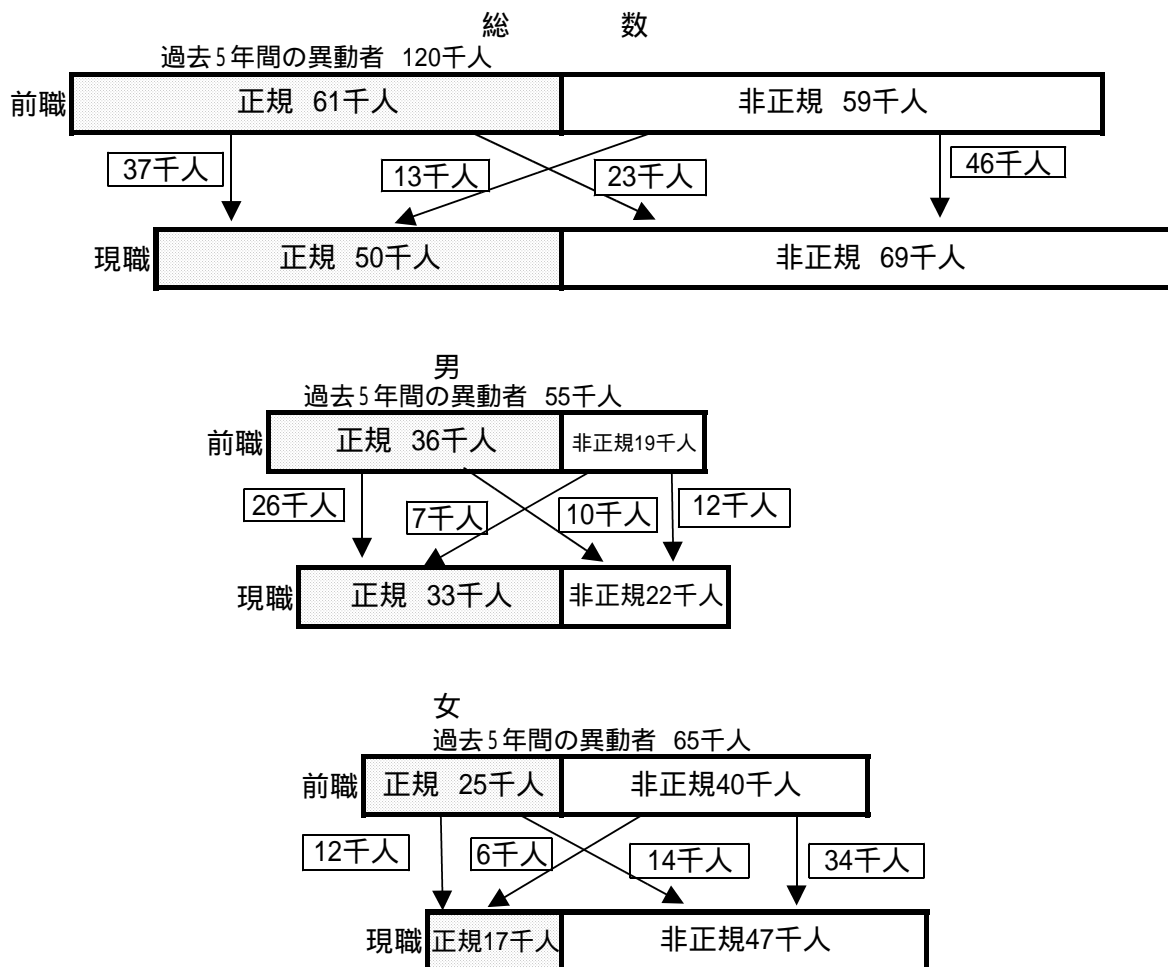 総 数
過去5年間の異動者 120千人
前職 正規 61千人 非正規 59千人
37千人 13千人 23千人 46千人
現職 正規 50千人 非正規 69千人
男
過去5年間の異動者 55千人
前職 正規 36千人 非正規19千人
26千人 7千人 10千人 12千人
現職 正規 33千人 非正規22千人
女
過去5年間の異動者 65千人
前職 正規 25千人 非正規40千人
12千人 6千人 14千人 34千人
現職 正規17千人 非正規47千人